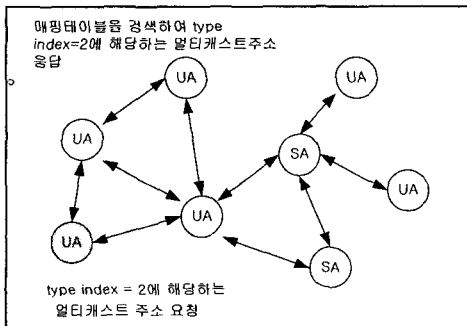 매핑테이블을 검색하여 type
index=2에 해당하는 멀티캐스트주소
응답
UA
UA
UA
SA
UA
UA
UA
SA
type index = 2에 해당하는
멀티캐스트 주소 요청